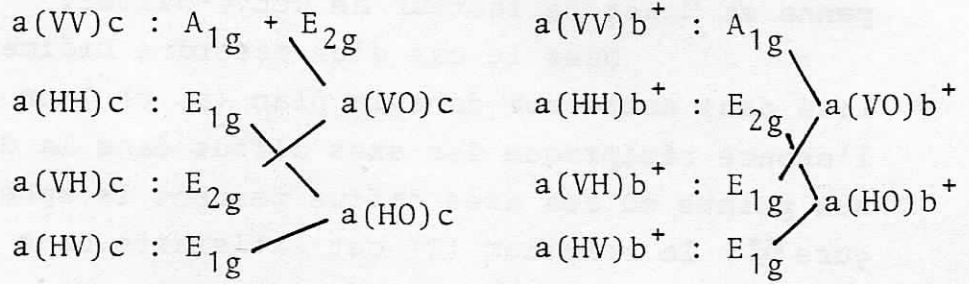 a(VV)c : A1g + E2g a(VV)b+ : A1g
a(HH)c : E1g a(VO)c a(HH)b+ : E2g a(VO)b+
a(VH)c : E2g a(HO)c a(VH)b+ : E1g a(HO)b+
a(HV)c : E1g a(HV)b+ : E1g